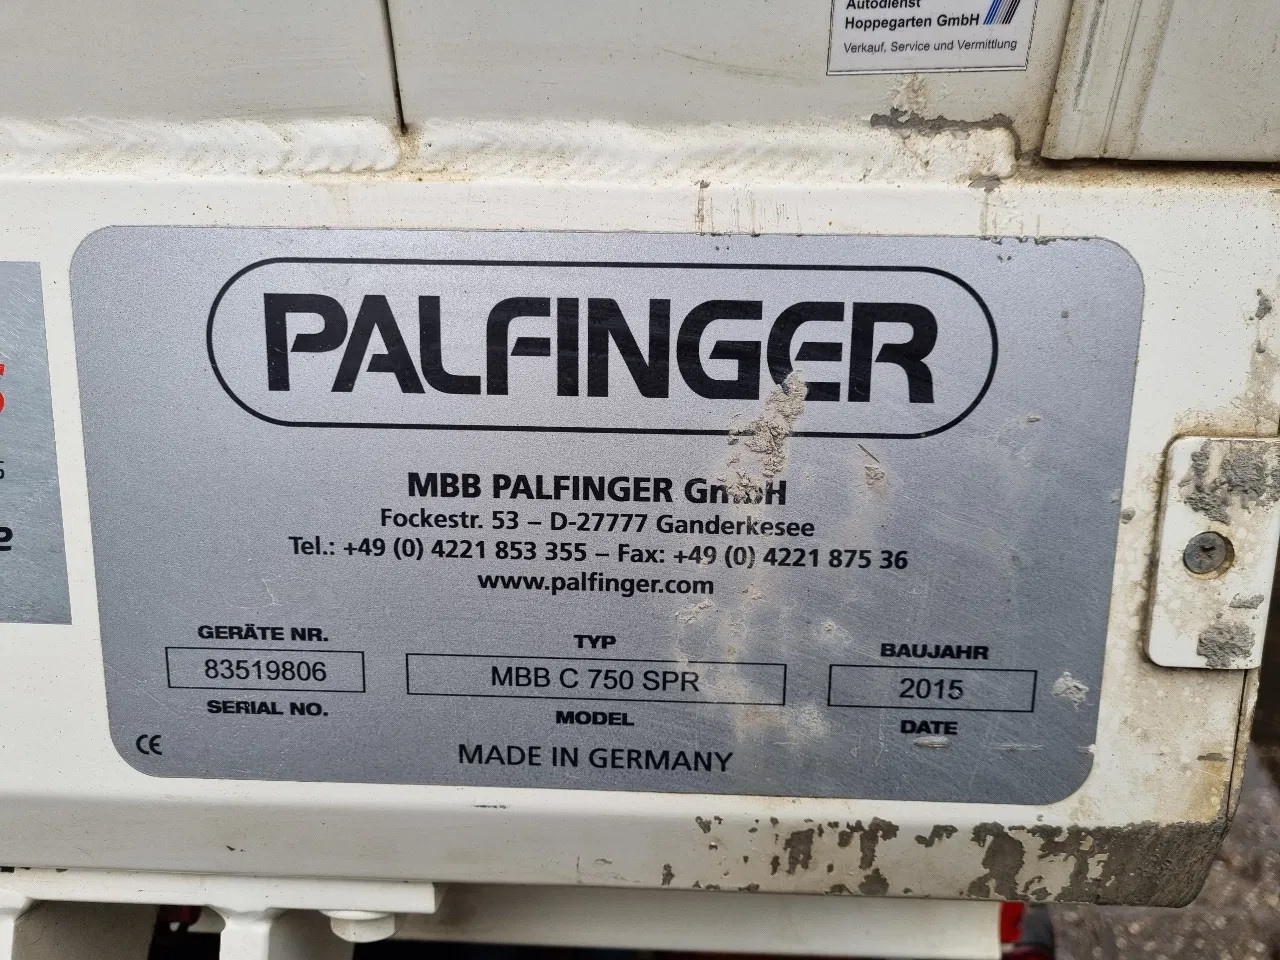 Autodienst
Hoppegarten GmbH
Verkauf, Service und Vermittlung
PALFINGER
MBB PALFINGER GmbH
Fockestr. 53 – D-27777 Ganderkesee
Tel.: +49 (0) 4221 853 355 – Fax: +49 (0) 4221 875 36
www.palfinger.com
GERÄTE NR.
83519806
SERIAL NO.
TYP
MBB C 750 SPR
MODEL
BAUJAHR
2015
DATE
CE
MADE IN GERMANY